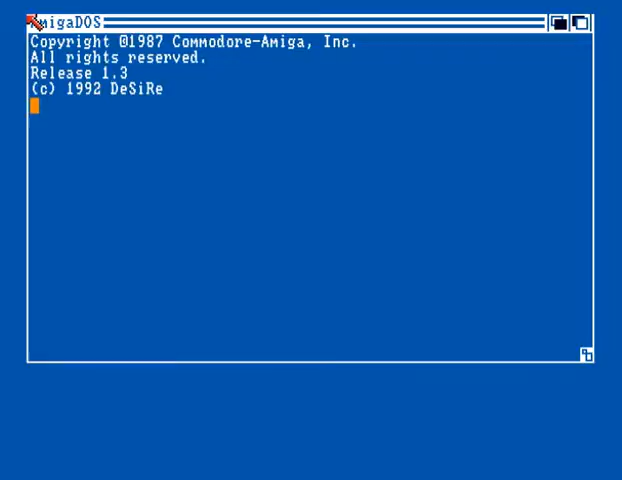 AmigaDOS
Copyright @1987 Commodore-Amiga, Inc.
All rights reserved.
Release 1.3
(c) 1992 DeSiRe